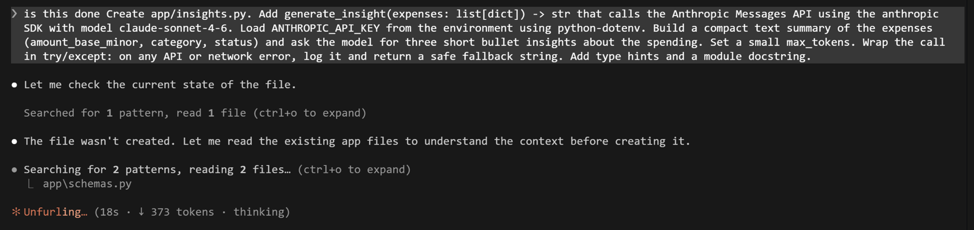 ❯ is this done Create app/insights.py. Add generate_insight(expenses: list[dict]) -> str that calls the Anthropic Messages API using the anthropic
SDK with model claude-sonnet-4-6. Load ANTHROPIC_API_KEY from the environment using python-dotenv. Build a compact text summary of the expenses
(amount_base_minor, category, status) and ask the model for three short bullet insights about the spending. Set a small max_tokens. Wrap the call
in try/except: on any API or network error, log it and return a safe fallback string. Add type hints and a module docstring.
● Let me check the current state of the file.
Searched for 1 pattern, read 1 file (ctrl+o to expand)
● The file wasn't created. Let me read the existing app files to understand the context before creating it.
● Searching for 2 patterns, reading 2 files… (ctrl+o to expand)
⎿ app\schemas.py
✻ Unfurling… (18s · ↓ 373 tokens · thinking)